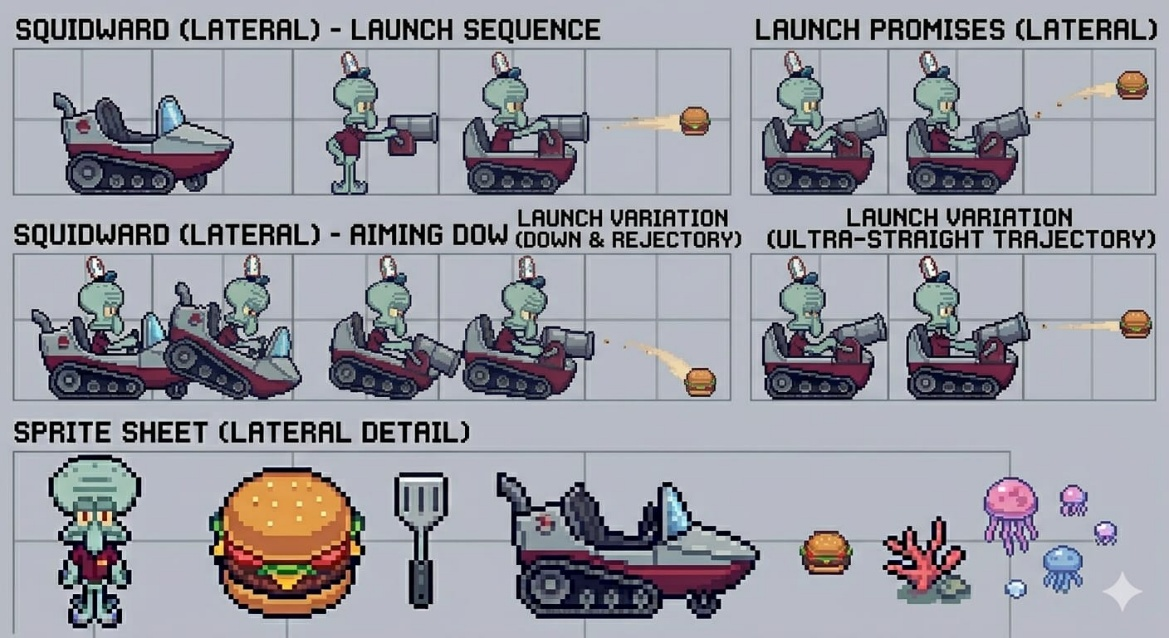 SQUIDWARD (LATERAL) - LAUNCH SEQUENCE
LAUNCH PROMISES (LATERAL)
SQUIDWARD (LATERAL) - AIMING DOW
LAUNCH VARIATION
(DOWN & REJECTORY)
LAUNCH VARIATION
(ULTRA-STRAIGHT TRAJECTORY)
SPRITE SHEET (LATERAL DETAIL)